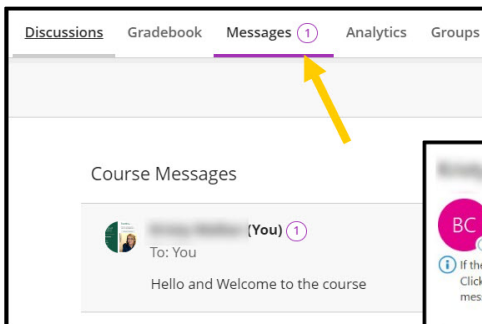 Discussions Gradebook Messages 1 Analytics Groups
Course Messages
(You) 1
To: You
Hello and Welcome to the course
BC
If the
Click
mes